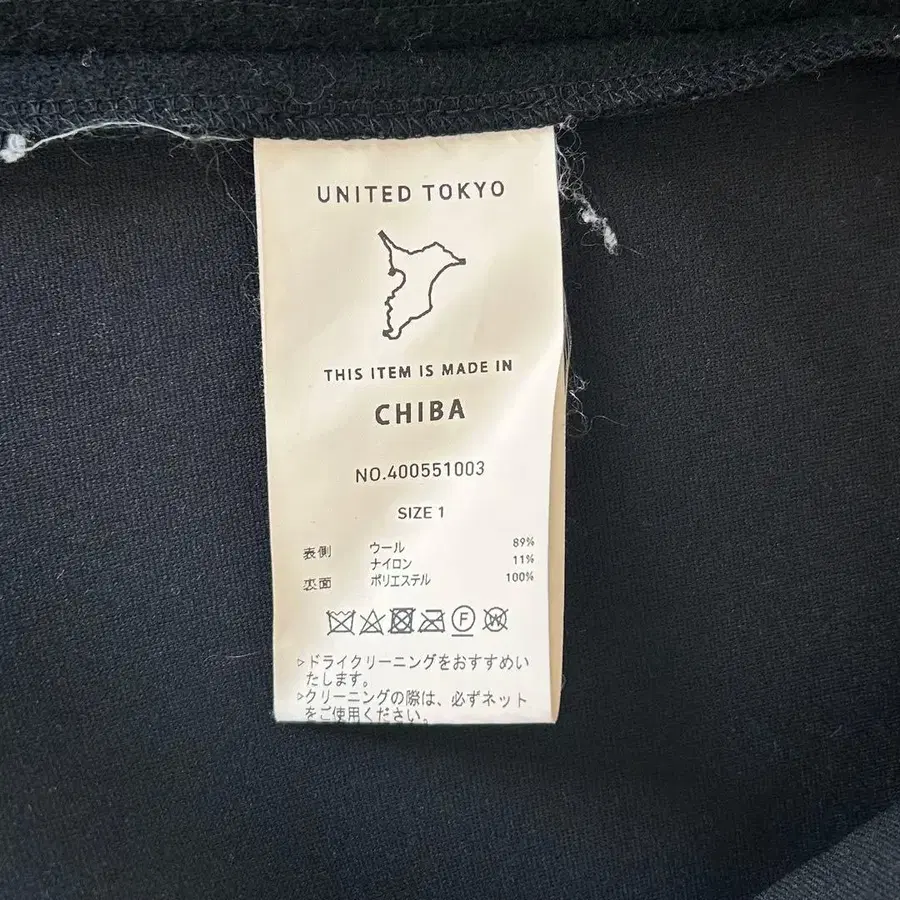 UNITED TOKYO
THIS ITEM IS MADE IN
CHIBA
NO.400551003
SIZE 1
表側 ウール 89%
ナイロン 11%
裏面 ポリエステル 100%
F W
▷ドライクリーニングをおすすめい
たします。
▷クリーニングの際は、必ずネット
をご使用ください。